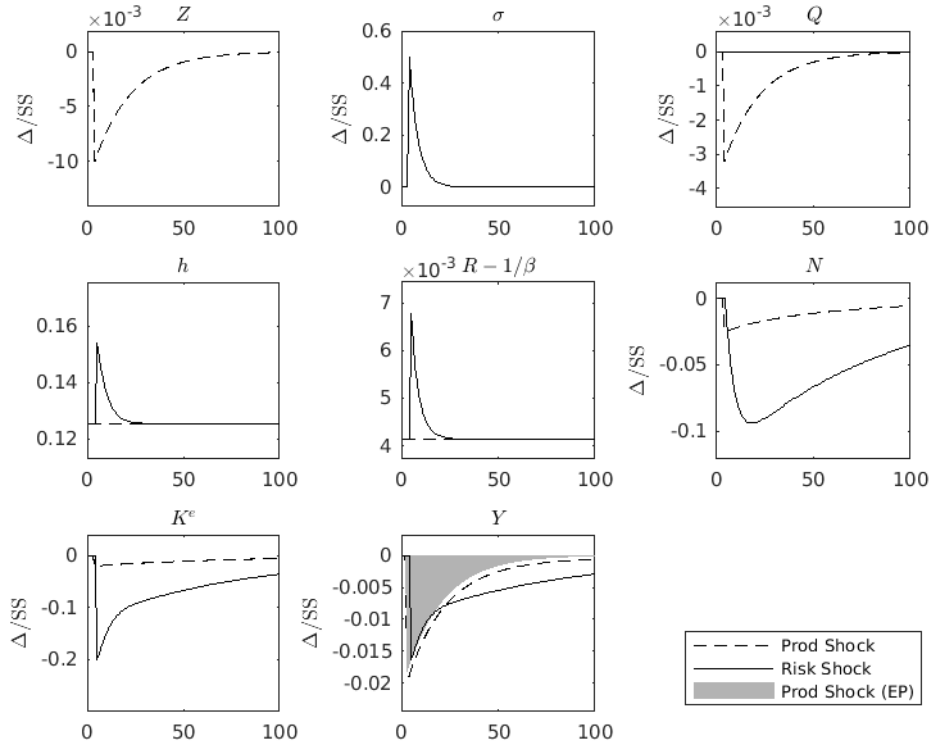 ×10⁻³ Z
0
-5
-10
Δ/SS
0 50 100
σ
0.6
0.4
0.2
0
Δ/SS
0 50 100
×10⁻³ Q
0
-1
-2
-3
-4
Δ/SS
0 50 100
h
0.16
0.14
0.12
0 50 100
×10⁻³ R − 1/β
7
6
5
4
0 50 100
N
0
-0.05
-0.1
Δ/SS
0 50 100
Kᵉ
0
-0.1
-0.2
Δ/SS
0 50 100
Y
0
-0.005
-0.01
-0.015
-0.02
Δ/SS
0 50 100
Prod Shock
Risk Shock
Prod Shock (EP)